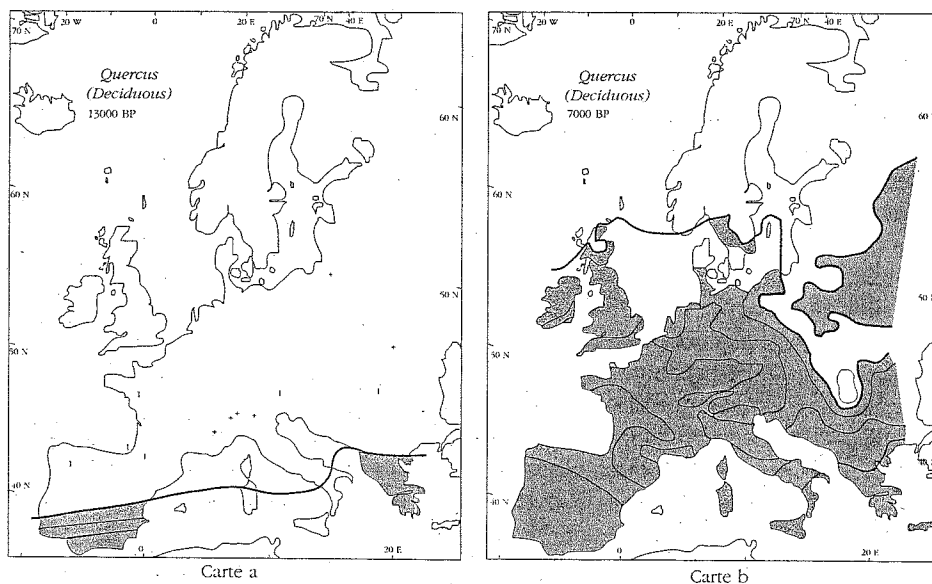 20 W
0
20 E
70 N
40 E
70 N
Quercus
(Deciduous)
13000 BP
60 N
60 N
50 N
50 N
40 N
0
20 E
Carte a
20 W
0
20 E
70 N
40 E
70 N
Quercus
(Deciduous)
7000 BP
60 N
60 N
50 N
40 N
0
20 E
Carte b